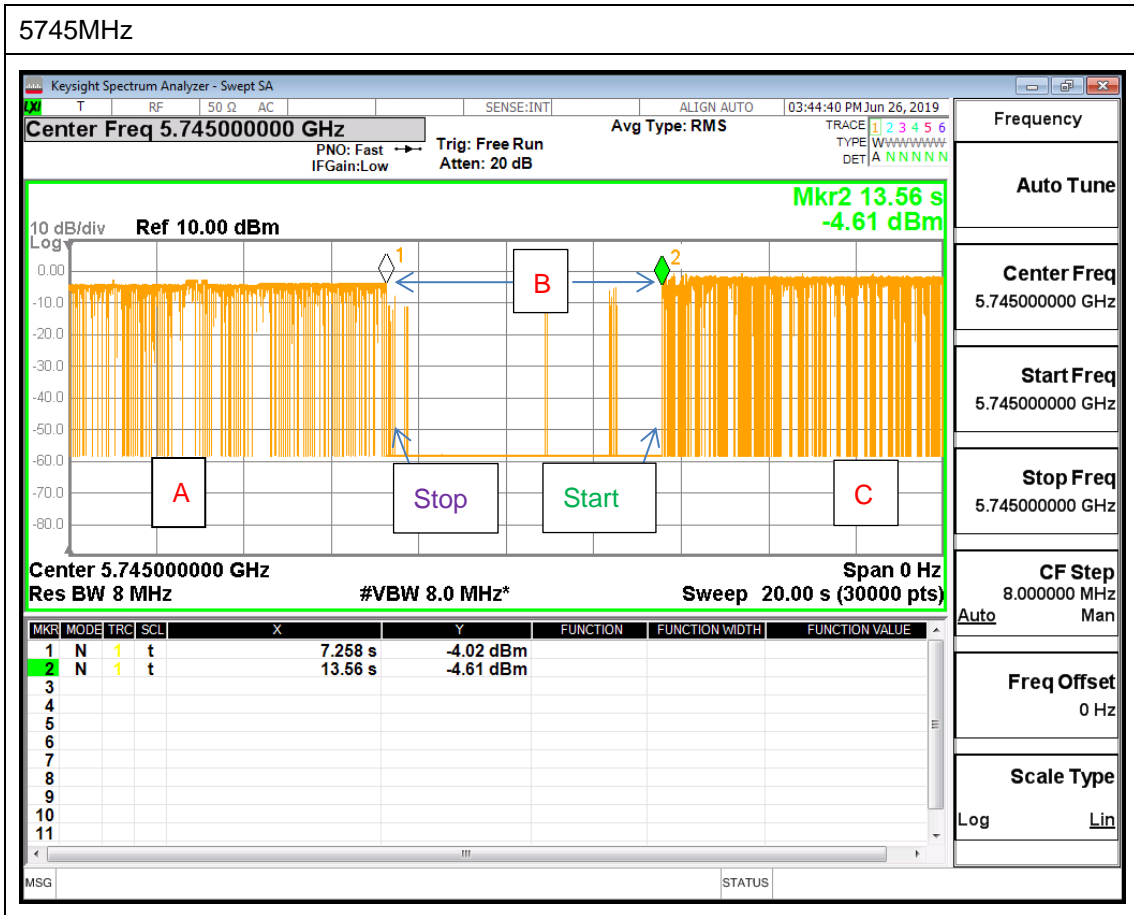 5745MHz
Keysight Spectrum Analyzer - Swept SA
LXI T RF 50 Ω AC SENSE:INT ALIGN AUTO 03:44:40 PM Jun 26, 2019
Center Freq 5.745000000 GHz
PNO: Fast
IFGain:Low
Trig: Free Run
Atten: 20 dB
Avg Type: RMS
TRACE 1 2 3 4 5 6
TYPE WWWWWW
DET A N N N N N
Mkr2 13.56 s
-4.61 dBm
10 dB/div Ref 10.00 dBm
Log
0.00
-10.0
-20.0
-30.0
-40.0
-50.0
-60.0
-70.0
-80.0
1
2
B
A
Stop
Start
C
Center 5.745000000 GHz Span 0 Hz
Res BW 8 MHz #VBW 8.0 MHz* Sweep 20.00 s (30000 pts)
MKR MODE TRC SCL X Y FUNCTION FUNCTION WIDTH FUNCTION VALUE
1 N 1 t 7.258 s -4.02 dBm
2 N 1 t 13.56 s -4.61 dBm
3
4
5
6
7
8
9
10
11
MSG STATUS
Frequency
Auto Tune
Center Freq
5.745000000 GHz
Start Freq
5.745000000 GHz
Stop Freq
5.745000000 GHz
CF Step
8.000000 MHz
Auto Man
Freq Offset
0 Hz
Scale Type
Log Lin